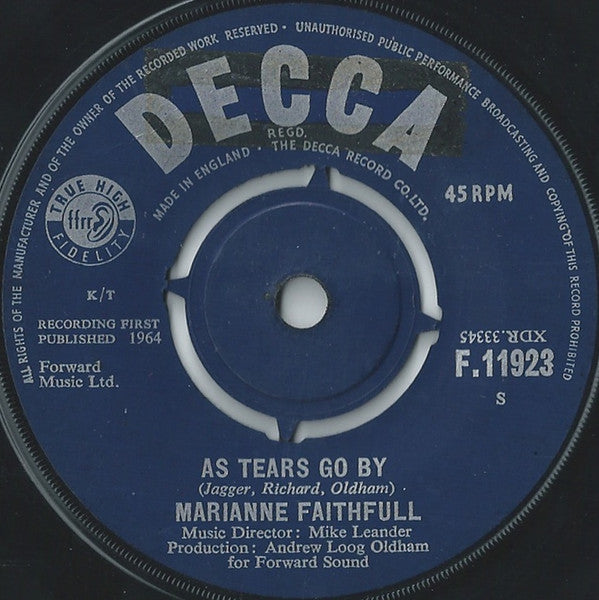 ALL RIGHTS OF THE MANUFACTURER AND OF THE OWNER OF THE RECORDED WORK RESERVED · UNAUTHORISED PUBLIC PERFORMANCE BROADCASTING AND COPYING OF THIS RECORD PROHIBITED
DECCA
REGD.
MADE IN ENGLAND · THE DECCA RECORD CO. LTD.
45 RPM
TRUE HIGH
ffrr
FIDELITY
K/T
RECORDING FIRST
PUBLISHED 1964
Forward
Music Ltd.
XDR.33345
F.11923
S
AS TEARS GO BY
(Jagger, Richard, Oldham)
MARIANNE FAITHFULL
Music Director: Mike Leander
Production: Andrew Loog Oldham
for Forward Sound